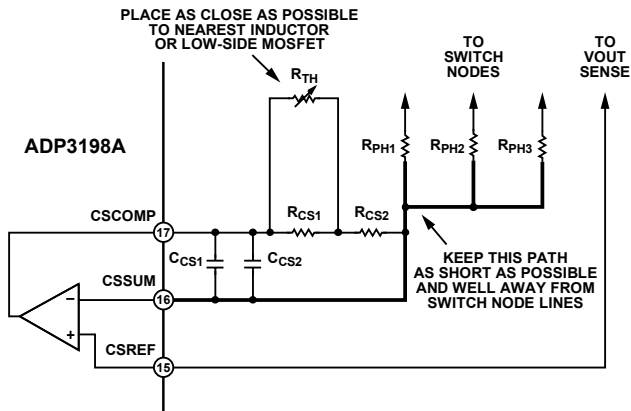 PLACE AS CLOSE AS POSSIBLE
TO NEAREST INDUCTOR
OR LOW-SIDE MOSFET
TO
SWITCH
NODES
TO
VOUT
SENSE
RTH
ADP3198A
RPH1
RPH2
RPH3
CSCOMP
17
RCS1
RCS2
CCS1
CCS2
KEEP THIS PATH
AS SHORT AS POSSIBLE
AND WELL AWAY FROM
SWITCH NODE LINES
CSSUM
16
–
+
CSREF
15